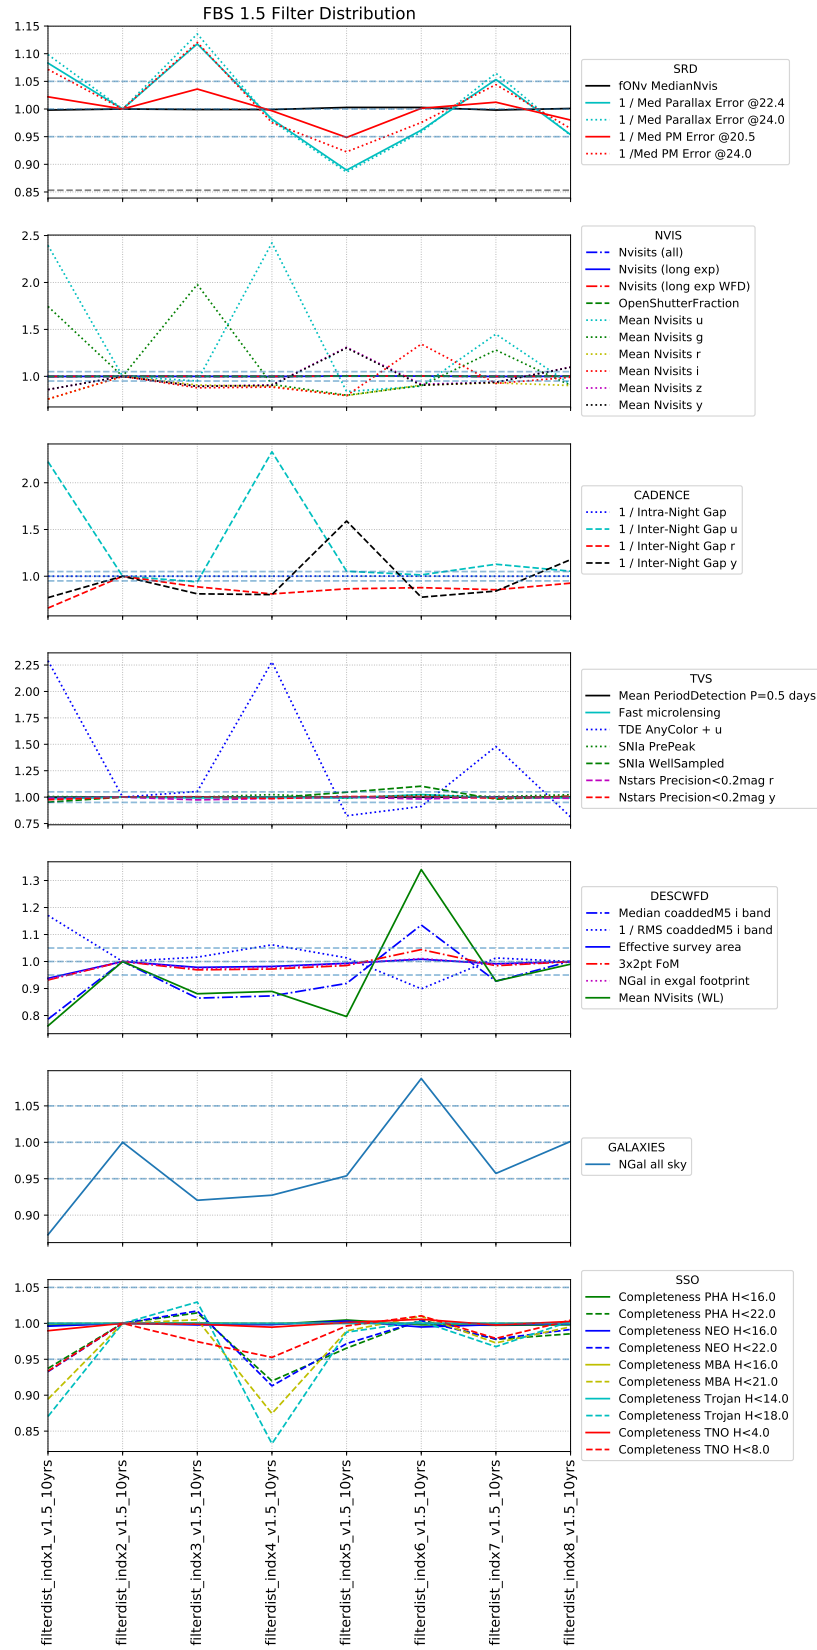 FBS 1.5 Filter Distribution
1.15
1.10
1.05
1.00
0.95
0.90
0.85
SRD
fONv MedianNvis
1 / Med Parallax Error @22.4
1 / Med Parallax Error @24.0
1 / Med PM Error @20.5
1 /Med PM Error @24.0
2.5
2.0
1.5
1.0
NVIS
Nvisits (all)
Nvisits (long exp)
Nvisits (long exp WFD)
OpenShutterFraction
Mean Nvisits u
Mean Nvisits g
Mean Nvisits r
Mean Nvisits i
Mean Nvisits z
Mean Nvisits y
2.0
1.5
1.0
CADENCE
1 / Intra-Night Gap
1 / Inter-Night Gap u
1 / Inter-Night Gap r
1 / Inter-Night Gap y
2.25
2.00
1.75
1.50
1.25
1.00
0.75
TVS
Mean PeriodDetection P=0.5 days
Fast microlensing
TDE AnyColor + u
SNIa PrePeak
SNIa WellSampled
Nstars Precision<0.2mag r
Nstars Precision<0.2mag y
1.3
1.2
1.1
1.0
0.9
0.8
DESCWFD
Median coaddedM5 i band
1 / RMS coaddedM5 i band
Effective survey area
3x2pt FoM
NGal in exgal footprint
Mean NVisits (WL)
1.05
1.00
0.95
0.90
GALAXIES
NGal all sky
1.05
1.00
0.95
0.90
0.85
SSO
Completeness PHA H<16.0
Completeness PHA H<22.0
Completeness NEO H<16.0
Completeness NEO H<22.0
Completeness MBA H<16.0
Completeness MBA H<21.0
Completeness Trojan H<14.0
Completeness Trojan H<18.0
Completeness TNO H<4.0
Completeness TNO H<8.0
filterdist_indx1_v1.5_10yrs
filterdist_indx2_v1.5_10yrs
filterdist_indx3_v1.5_10yrs
filterdist_indx4_v1.5_10yrs
filterdist_indx5_v1.5_10yrs
filterdist_indx6_v1.5_10yrs
filterdist_indx7_v1.5_10yrs
filterdist_indx8_v1.5_10yrs